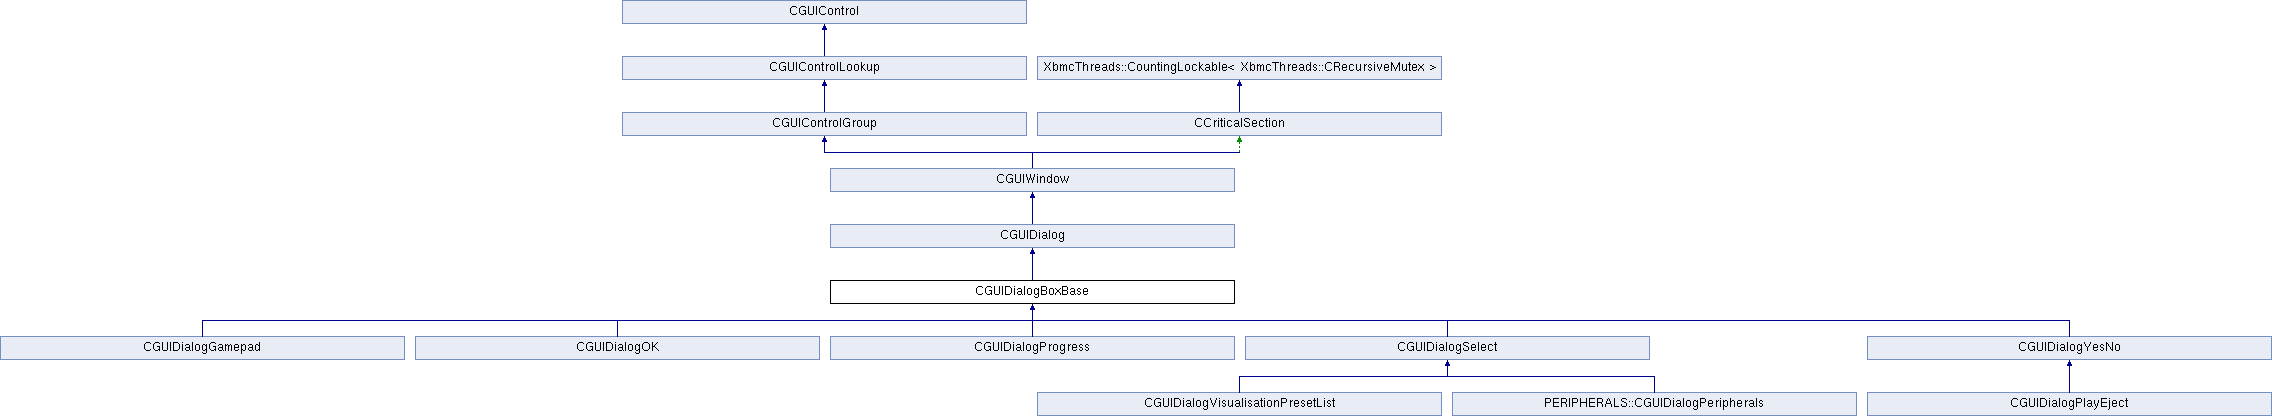 CGUIControl
CGUIControlLookup
XbmcThreads::CountingLockable< XbmcThreads::CRecursiveMutex >
CGUIControlGroup
CCriticalSection
CGUIWindow
CGUIDialog
CGUIDialogBoxBase
CGUIDialogGamepad
CGUIDialogOK
CGUIDialogProgress
CGUIDialogSelect
CGUIDialogYesNo
CGUIDialogVisualisationPresetList
PERIPHERALS::CGUIDialogPeripherals
CGUIDialogPlayEject